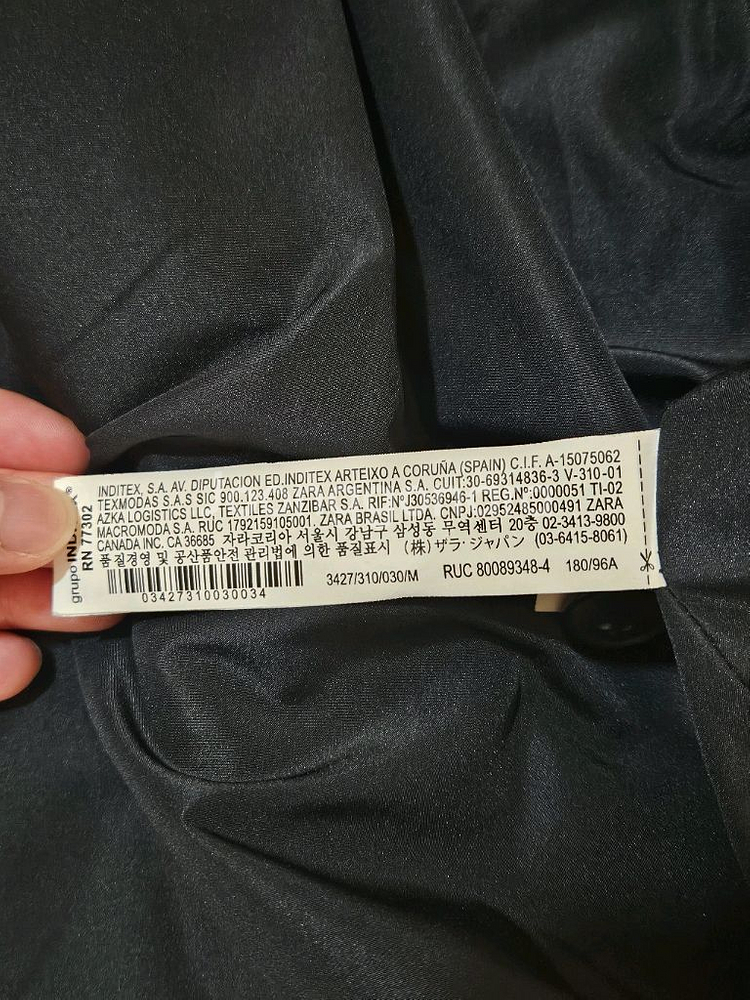 grupo
RN 77302
INDITEX, S.A. AV. DIPUTACION ED.INDITEX ARTEIXO A CORUÑA (SPAIN) C.I.F. A-15075062
TEXMODAS S.A.S SIC 900.123.408 ZARA ARGENTINA S.A. CUIT:30-69314836-3 V-310-01
AZKA LOGISTICS LLC, TEXTILES ZANZIBAR S.A. RIF:NºJ30536946-1 REG.Nº:0000051 TI-02
MACROMODA S.A. RUC 1792159105001. ZARA BRASIL LTDA. CNPJ:02952485000491 ZARA
CANADA INC. CA 36685 자라코리아 서울시 강남구 삼성동 무역센터 20층 02-3413-9800
품질경영 및 공산품안전 관리법에 의한 품질표시 (株)ザラ・ジャパン (03-6415-8061)
03427310030034
3427/310/030/M RUC 80089348-4 180/96A